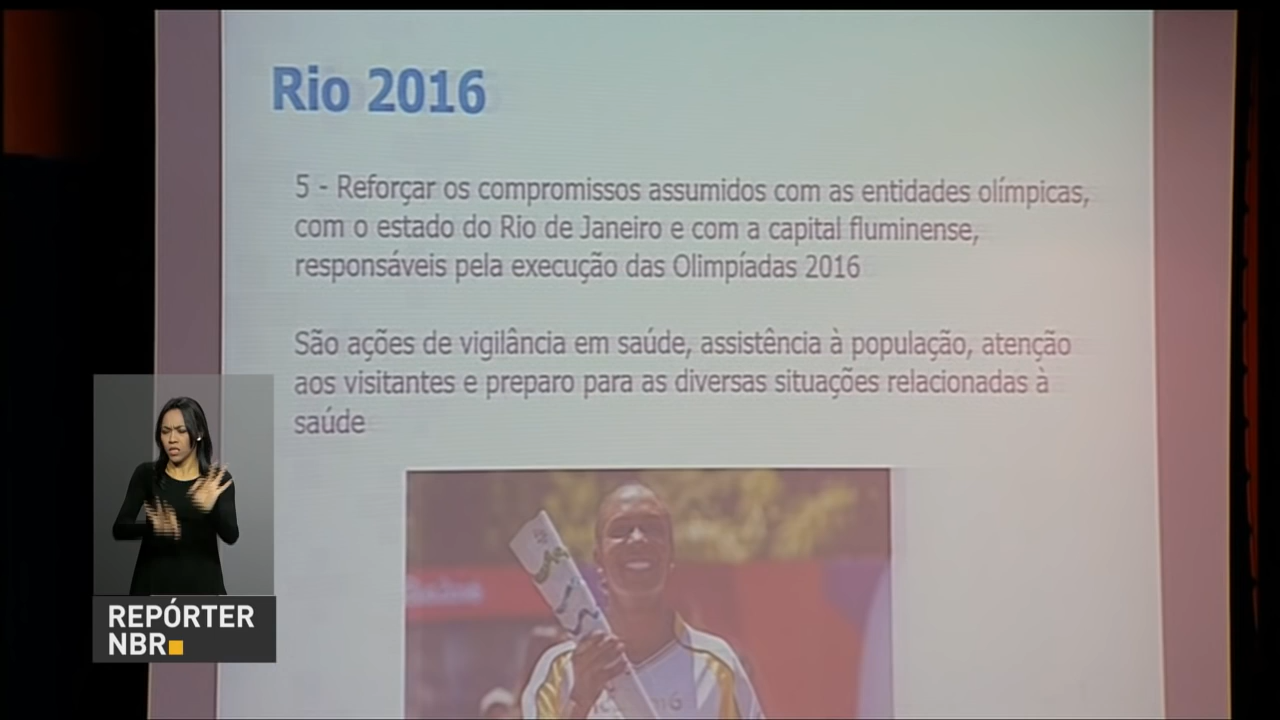 Rio 2016
5 - Reforçar os compromissos assumidos com as entidades olímpicas,
com o estado do Rio de Janeiro e com a capital fluminense,
responsáveis pela execução das Olimpíadas 2016
São ações de vigilância em saúde, assistência à população, atenção
aos visitantes e preparo para as diversas situações relacionadas à
saúde
REPÓRTER
NBR